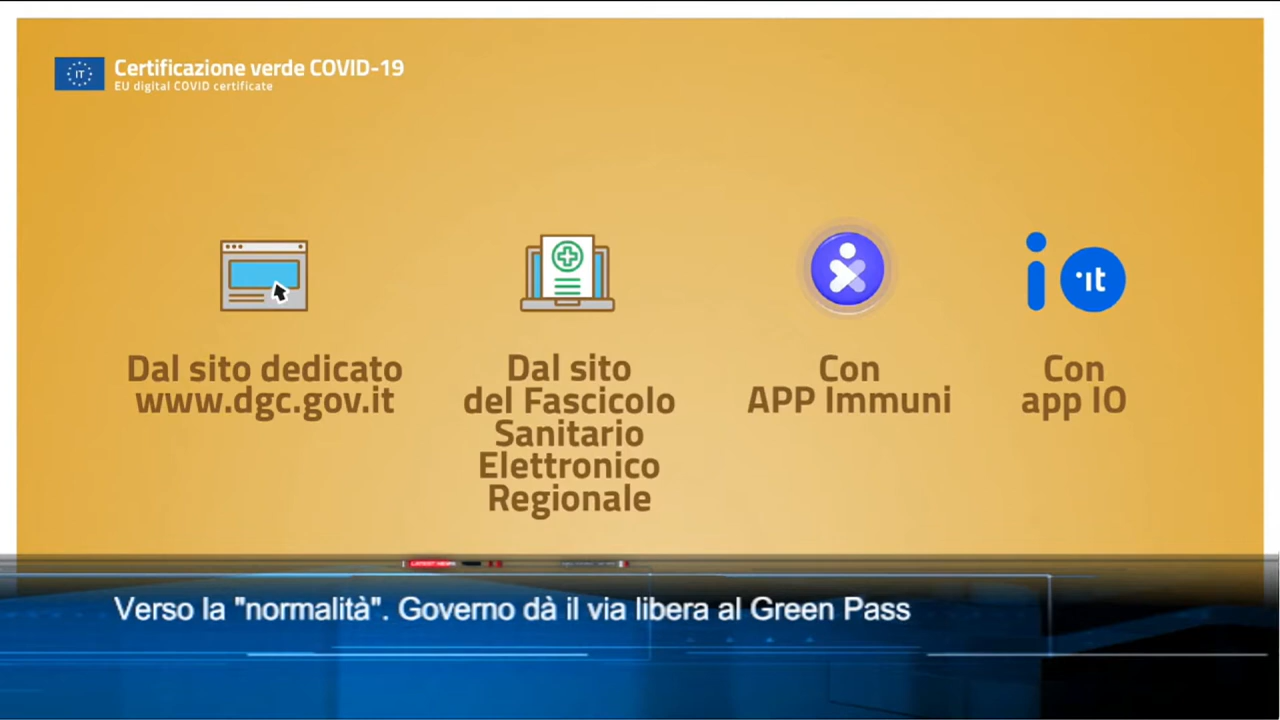 IT
Certificazione verde COVID-19
EU digital COVID certificate
io
.it
Dal sito dedicato
www.dgc.gov.it
Dal sito
del Fascicolo
Sanitario
Elettronico
Regionale
Con
APP Immuni
Con
app IO
LATEST NEWS
Verso la "normalità". Governo dà il via libera al Green Pass